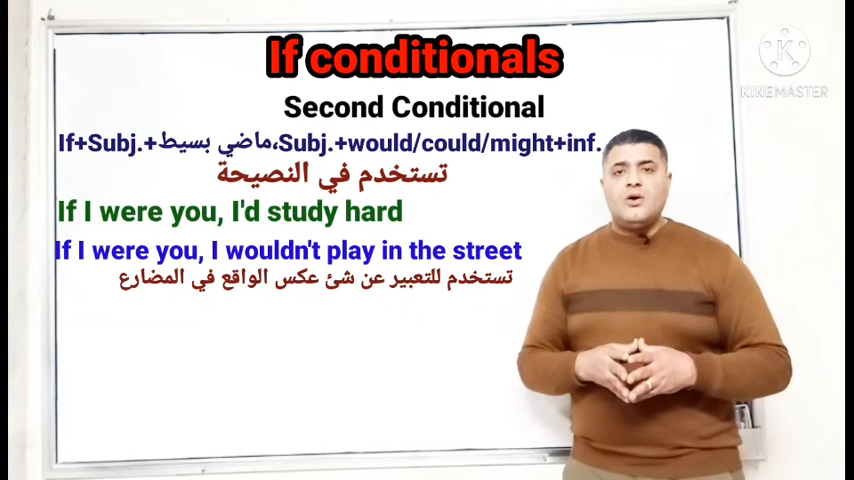 If conditionals
Second Conditional
If+Subj.+ماضي بسيط،Subj.+would/could/might+inf.
تستخدم في النصيحة
If I were you, I'd study hard
If I were you, I wouldn't play in the street
تستخدم للتعبير عن شئ عكس الواقع في المضارع
K
KINEMASTER